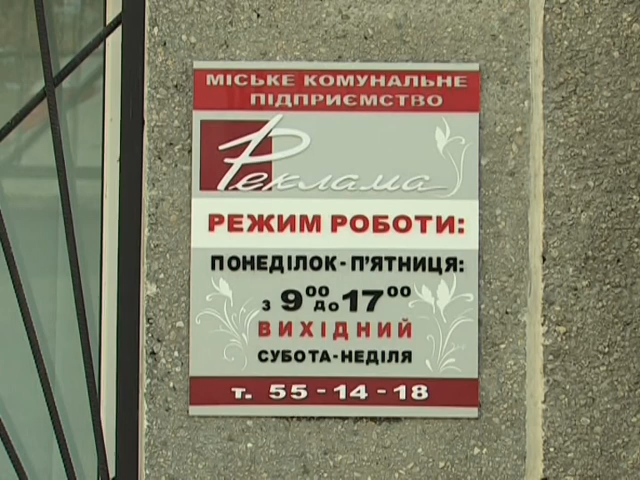 МІСЬКЕ КОМУНАЛЬНЕ
ПІДПРИЄМСТВО
Реклама
РЕЖИМ РОБОТИ:
ПОНЕДІЛОК - П'ЯТНИЦЯ:
з 9⁰⁰ до 17⁰⁰
ВИХІДНИЙ
СУБОТА-НЕДІЛЯ
т. 55 - 14 - 18